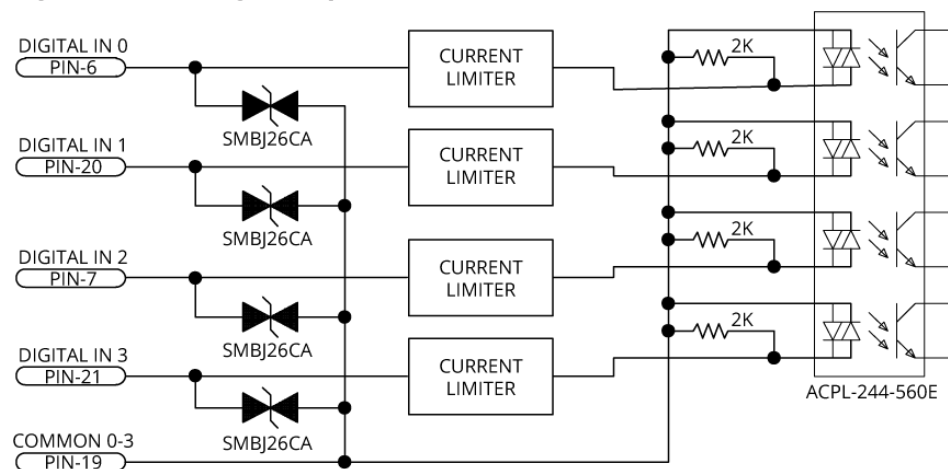 DIGITAL IN 0
PIN-6
SMBJ26CA
CURRENT
LIMITER
2K
DIGITAL IN 1
PIN-20
SMBJ26CA
CURRENT
LIMITER
2K
DIGITAL IN 2
PIN-7
SMBJ26CA
CURRENT
LIMITER
2K
DIGITAL IN 3
PIN-21
SMBJ26CA
CURRENT
LIMITER
2K
ACPL-244-560E
COMMON 0-3
PIN-19